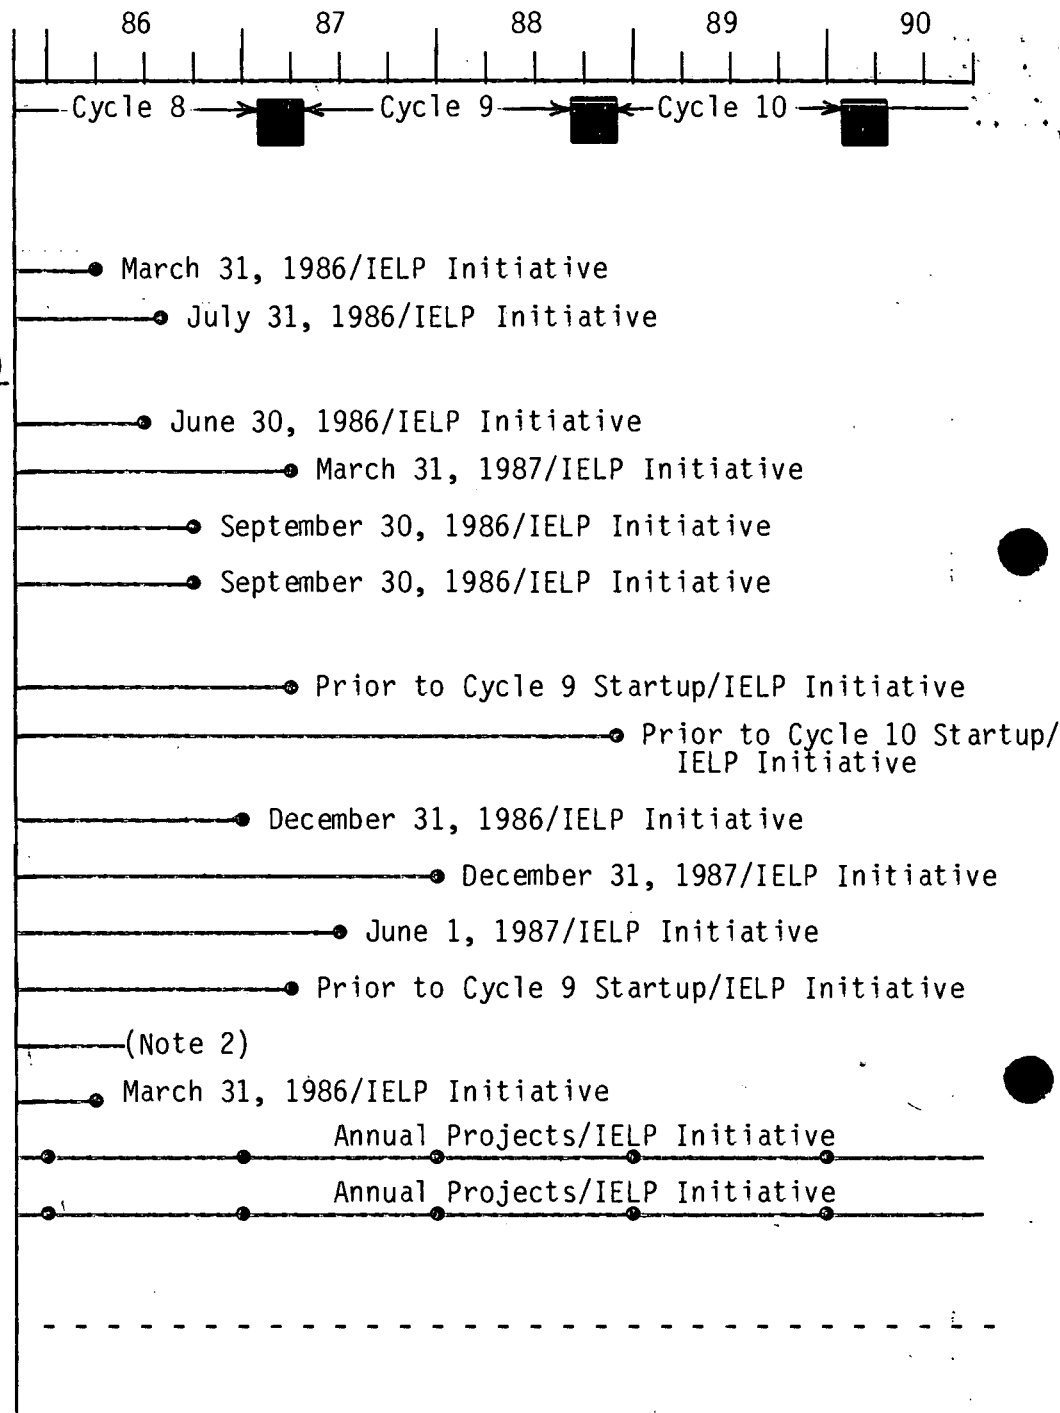 86 87 88 89 90
Cycle 8 Cycle 9 Cycle 10
March 31, 1986/IELP Initiative
July 31, 1986/IELP Initiative
June 30, 1986/IELP Initiative
March 31, 1987/IELP Initiative
September 30, 1986/IELP Initiative
September 30, 1986/IELP Initiative
Prior to Cycle 9 Startup/IELP Initiative
Prior to Cycle 10 Startup/
IELP Initiative
December 31, 1986/IELP Initiative
December 31, 1987/IELP Initiative
June 1, 1987/IELP Initiative
Prior to Cycle 9 Startup/IELP Initiative
(Note 2)
March 31, 1986/IELP Initiative
Annual Projects/IELP Initiative
Annual Projects/IELP Initiative